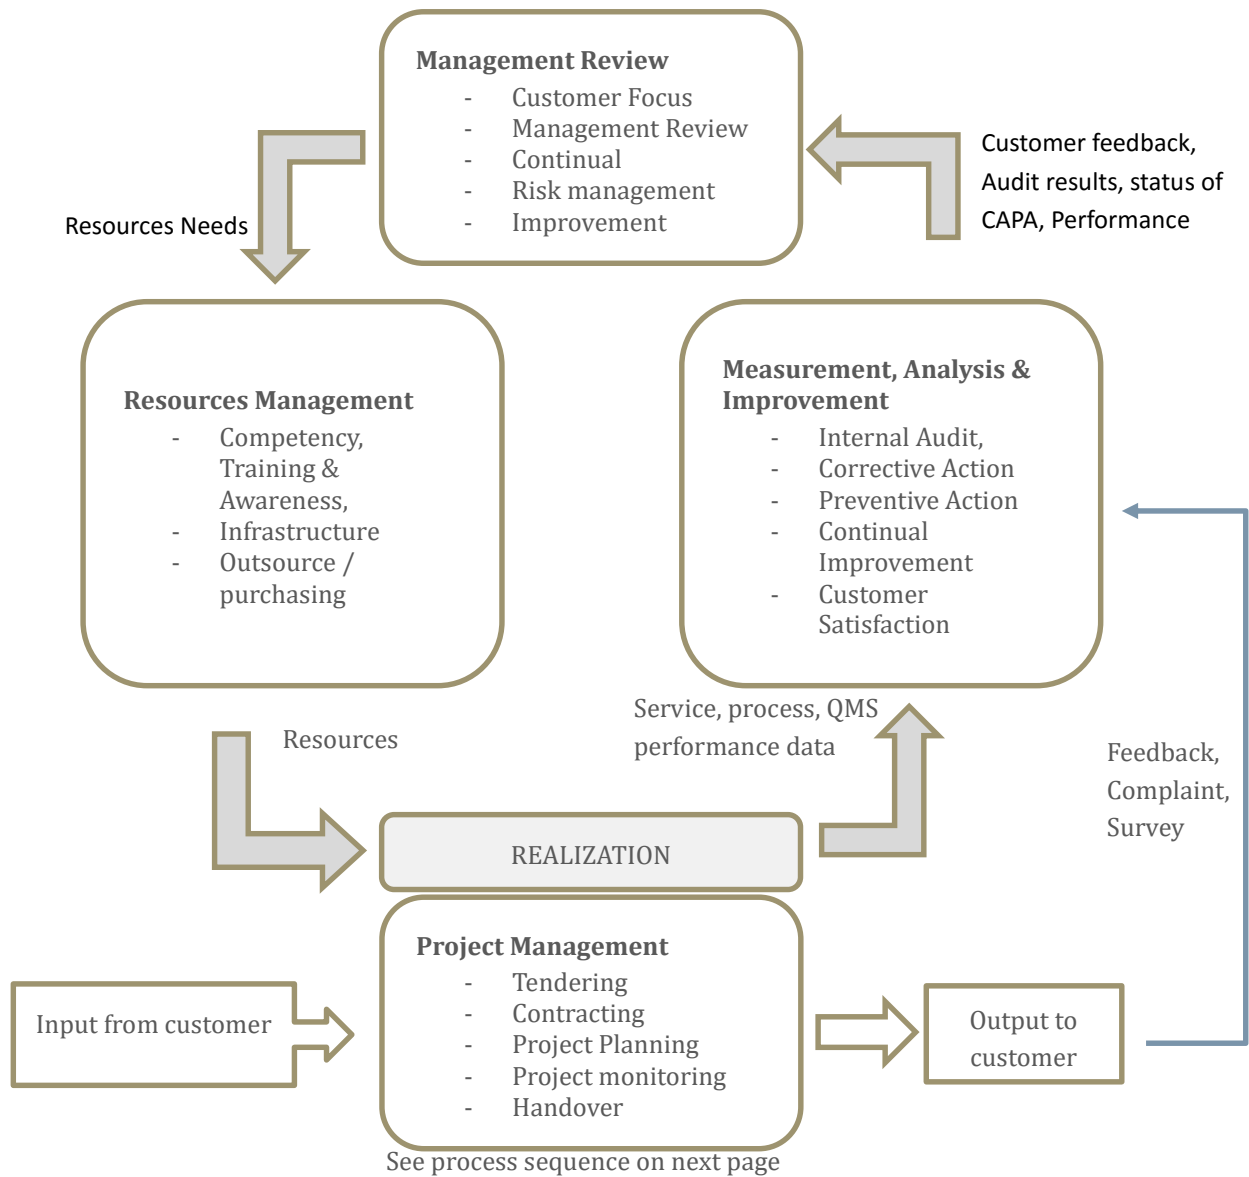 Management Review
- Customer Focus
- Management Review
- Continual
- Risk management
- Improvement
Customer feedback,
Audit results, status of
CAPA, Performance
Resources Needs
Resources Management
- Competency,
Training &
Awareness,
- Infrastructure
- Outsource /
purchasing
Measurement, Analysis &
Improvement
- Internal Audit,
- Corrective Action
- Preventive Action
- Continual
Improvement
- Customer
Satisfaction
Resources
Service, process, QMS
performance data
Feedback,
Complaint,
Survey
REALIZATION
Project Management
- Tendering
- Contracting
- Project Planning
- Project monitoring
- Handover
Input from customer
Output to
customer
See process sequence on next page